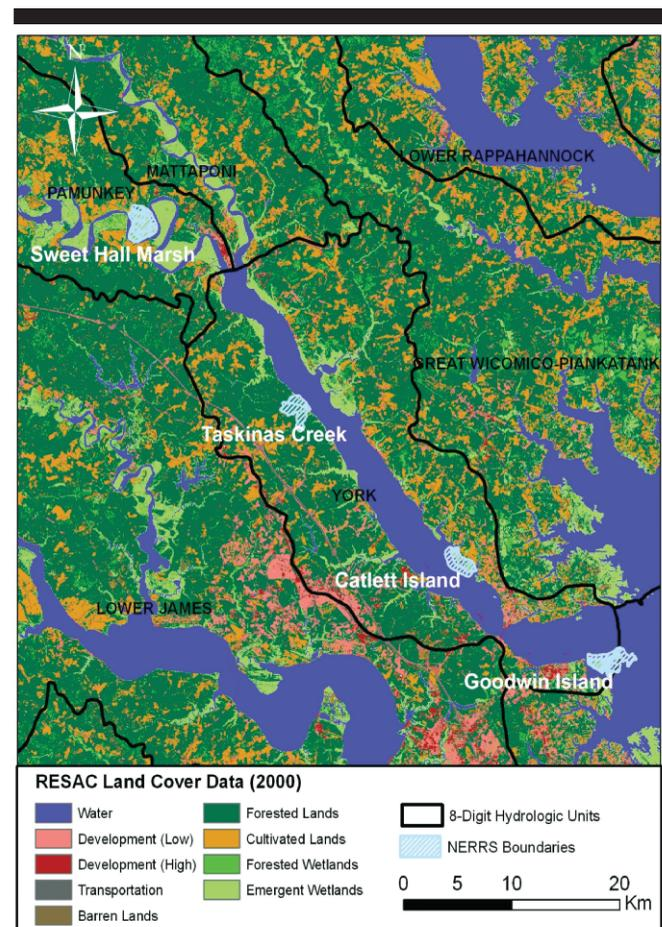 N
LOWER RAPPAHANNOCK
MATTAPONI
PAMUNKEY
Sweet Hall Marsh
GREAT WICOMICO-PIANKATANK
Taskinas Creek
YORK
Catlett Island
LOWER JAMES
Goodwin Island
RESAC Land Cover Data (2000)
Water
Development (Low)
Development (High)
Transportation
Barren Lands
Forested Lands
Cultivated Lands
Forested Wetlands
Emergent Wetlands
8-Digit Hydrologic Units
NERRS Boundaries
0 5 10 20
Km